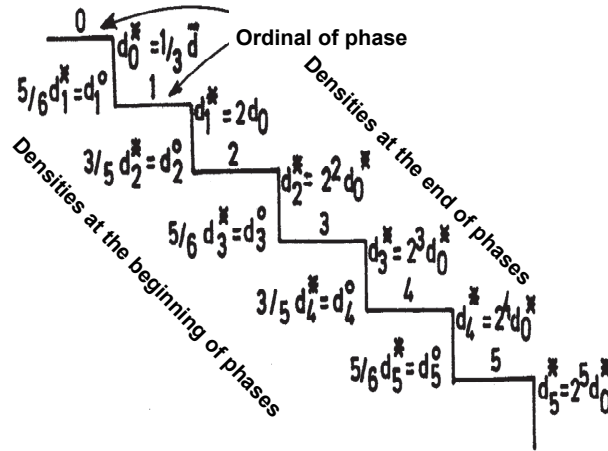 0
d₀* = 1/3 d⃗
Ordinal of phase
5/6 d₁* = d₁°
1
d₁* = 2d₀
3/5 d₂* = d₂°
2
d₂* = 2² d₀*
5/6 d₃* = d₃°
3
d₃* = 2³ d₀*
3/5 d₄* = d₄°
4
d₄* = 2⁴ d₀*
5/6 d₅* = d₅°
5
d₅* = 2⁵ d₀*
Densities at the end of phases
Densities at the beginning of phases